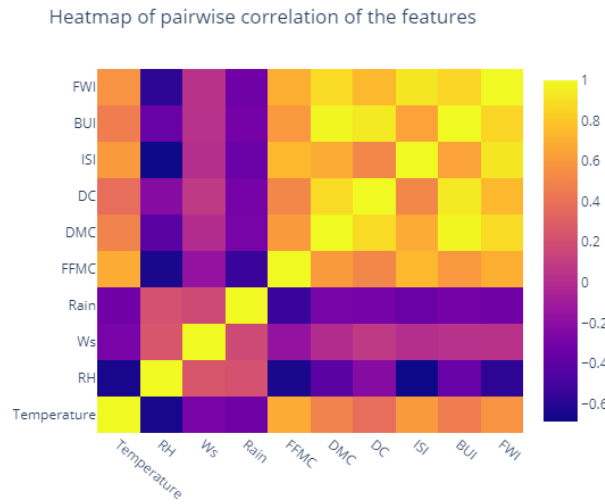 Heatmap of pairwise correlation of the features
FWI
BUI
ISI
DC
DMC
FFMC
Rain
Ws
RH
Temperature
Temperature
RH
Ws
Rain
FFMC
DMC
DC
ISI
BUI
FWI
1
0.8
0.6
0.4
0.2
0
−0.2
−0.4
−0.6